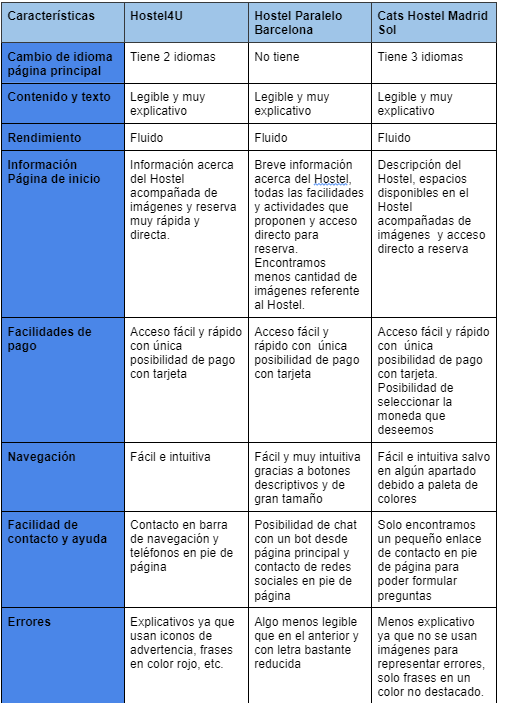 Características
Hostel4U
Hostel Paralelo
Barcelona
Cats Hostel Madrid
Sol
Cambio de idioma
página principal
Tiene 2 idiomas
No tiene
Tiene 3 idiomas
Contenido y texto
Legible y muy
explicativo
Legible y muy
explicativo
Legible y muy
explicativo
Rendimiento
Fluido
Fluido
Fluido
Información
Página de inicio
Información acerca
del Hostel
acompañada de
imágenes y reserva
muy rápida y
directa.
Breve información
acerca del Hostel,
todas las facilidades
y actividades que
proponen y acceso
directo para
reserva.
Encontramos
menos cantidad de
imágenes referente
al Hostel.
Descripción del
Hostel, espacios
disponibles en el
Hostel
acompañadas de
imágenes y acceso
directo a reserva
Facilidades de
pago
Acceso fácil y rápido
con única
posibilidad de pago
con tarjeta
Acceso fácil y
rápido con única
posibilidad de pago
con tarjeta
Acceso fácil y rápido
con única
posibilidad de pago
con tarjeta.
Posibilidad de
seleccionar la
moneda que
deseemos
Navegación
Fácil e intuitiva
Fácil y muy intuitiva
gracias a botones
descriptivos y de
gran tamaño
Fácil e intuitiva salvo
en algún apartado
debido a paleta de
colores
Facilidad de
contacto y ayuda
Contacto en barra
de navegación y
teléfonos en pie de
página
Posibilidad de chat
con un bot desde
página principal y
contacto de redes
sociales en pie de
página
Solo encontramos
un pequeño enlace
de contacto en pie
de página para
poder formular
preguntas
Errores
Explicativos ya que
usan iconos de
advertencia, frases
en color rojo, etc.
Algo menos legible
que en el anterior y
con letra bastante
reducida
Menos explicativo
ya que no se usan
imágenes para
representar errores,
solo frases en un
color no destacado.